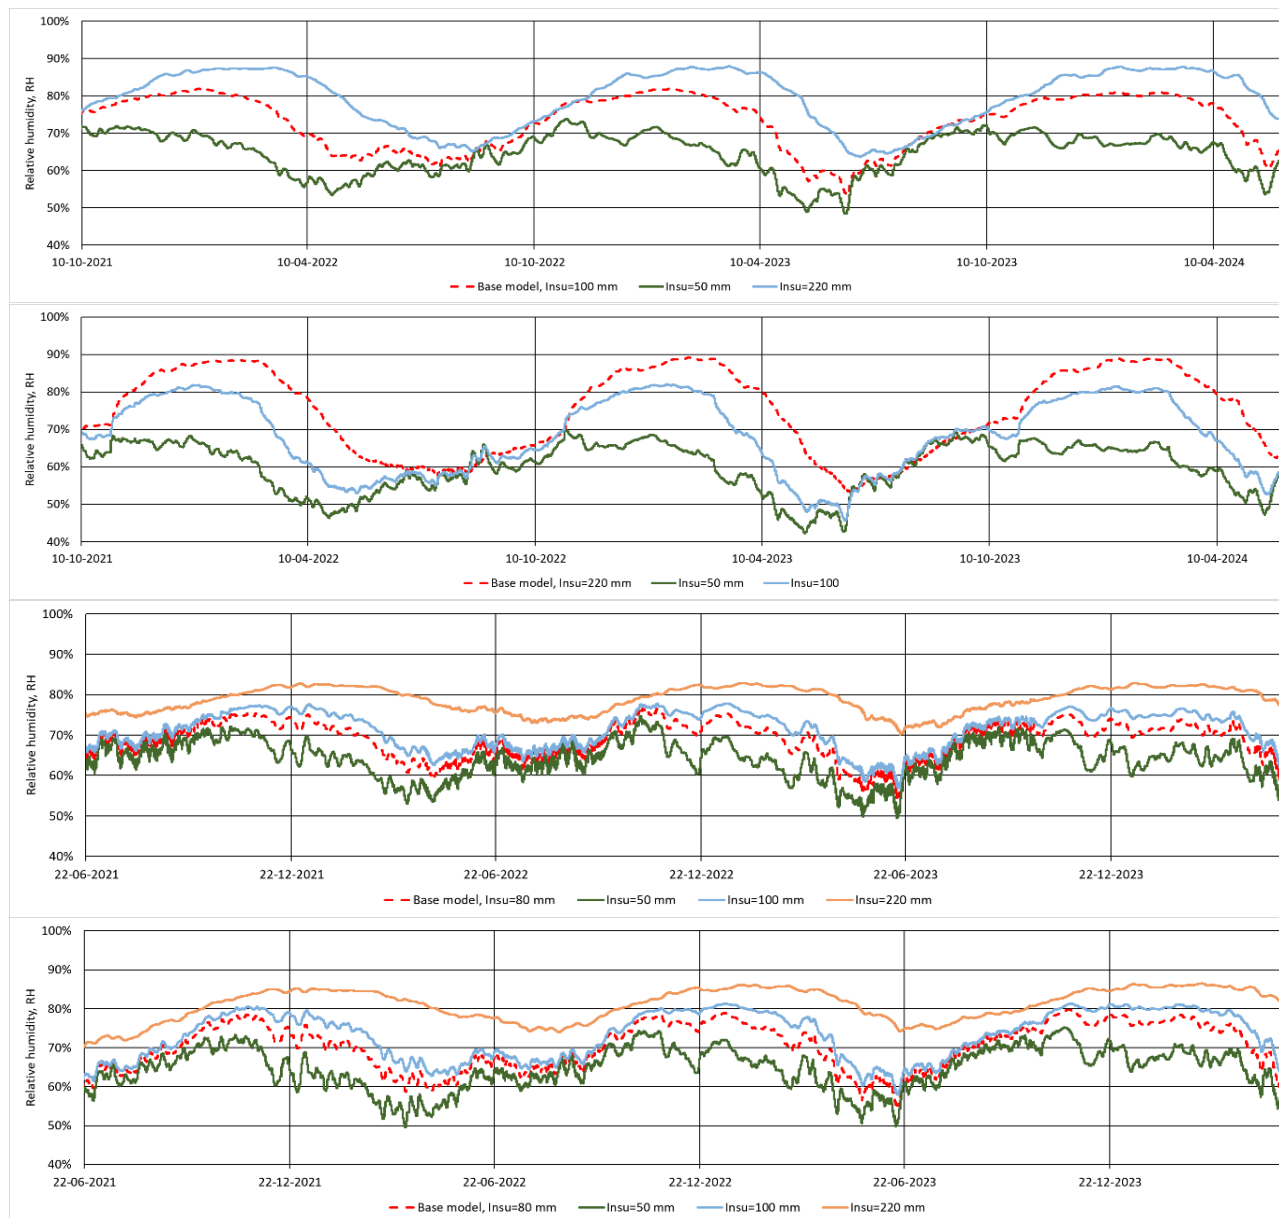 100%
90%
80%
70%
60%
50%
40%
Relative humidity, RH
10-10-2021 10-04-2022 10-10-2022 10-04-2023 10-10-2023 10-04-2024
Base model, Insu=100 mm Insu=50 mm Insu=220 mm
100%
90%
80%
70%
60%
50%
40%
Relative humidity, RH
10-10-2021 10-04-2022 10-10-2022 10-04-2023 10-10-2023 10-04-2024
Base model, Insu=220 mm Insu=50 mm Insu=100
100%
90%
80%
70%
60%
50%
40%
Relative humidity, RH
22-06-2021 22-12-2021 22-06-2022 22-12-2022 22-06-2023 22-12-2023
Base model, Insu=80 mm Insu=50 mm Insu=100 mm Insu=220 mm
100%
90%
80%
70%
60%
50%
40%
Relative humidity, RH
22-06-2021 22-12-2021 22-06-2022 22-12-2022 22-06-2023 22-12-2023
Base model, Insu=80 mm Insu=50 mm Insu=100 mm Insu=220 mm